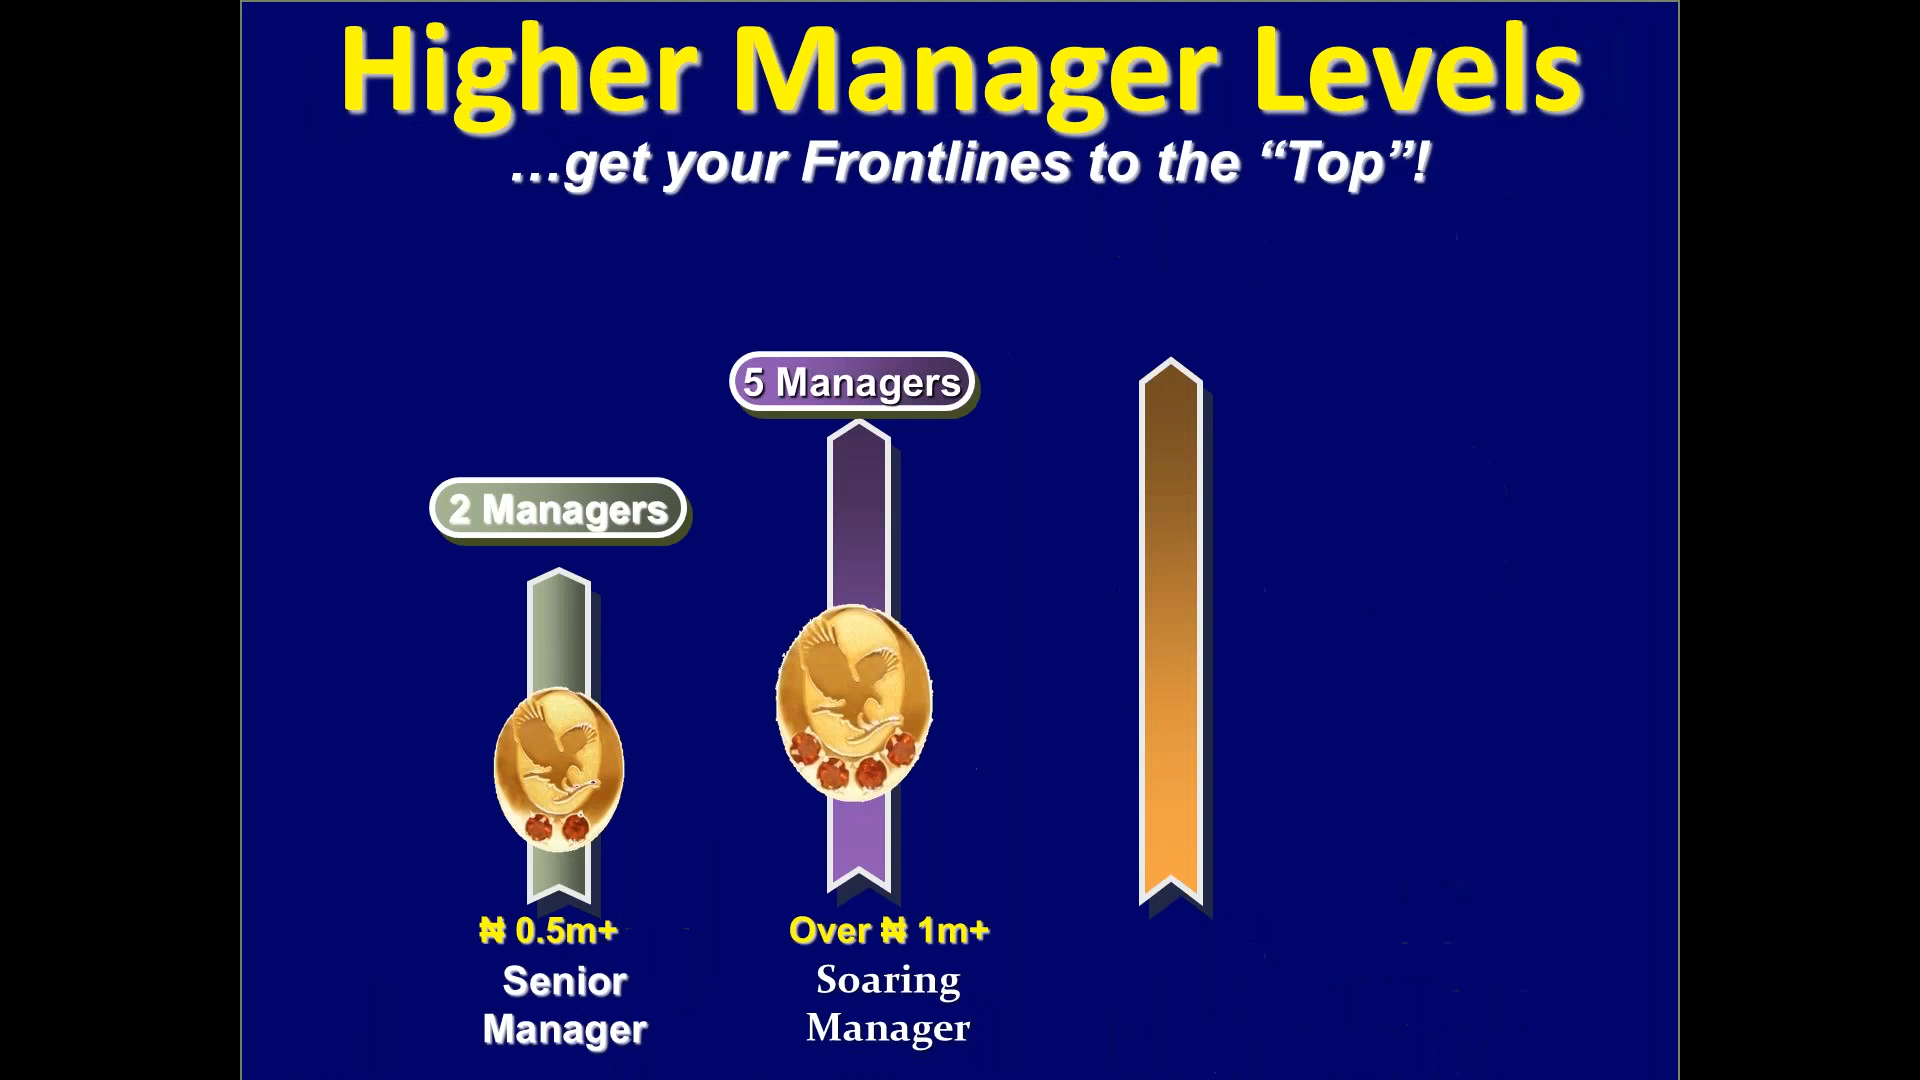 Higher Manager Levels
…get your Frontlines to the “Top”!
5 Managers
2 Managers
₦ 0.5m+
Senior
Manager
Over ₦ 1m+
Soaring
Manager